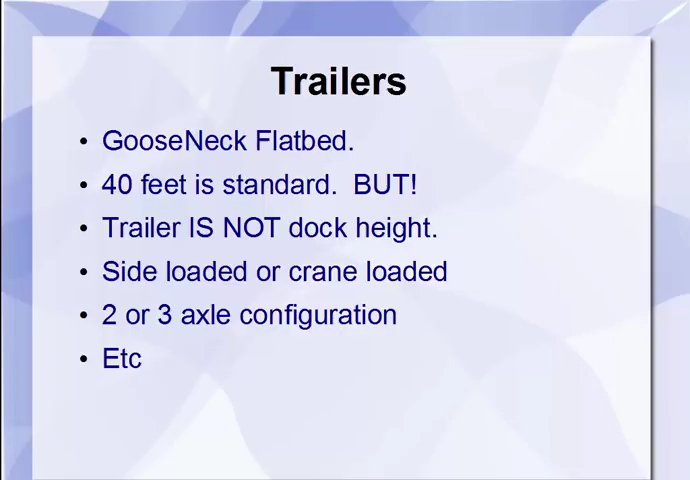 Trailers
• GooseNeck Flatbed.
• 40 feet is standard.  BUT!
• Trailer IS NOT dock height.
• Side loaded or crane loaded
• 2 or 3 axle configuration
• Etc